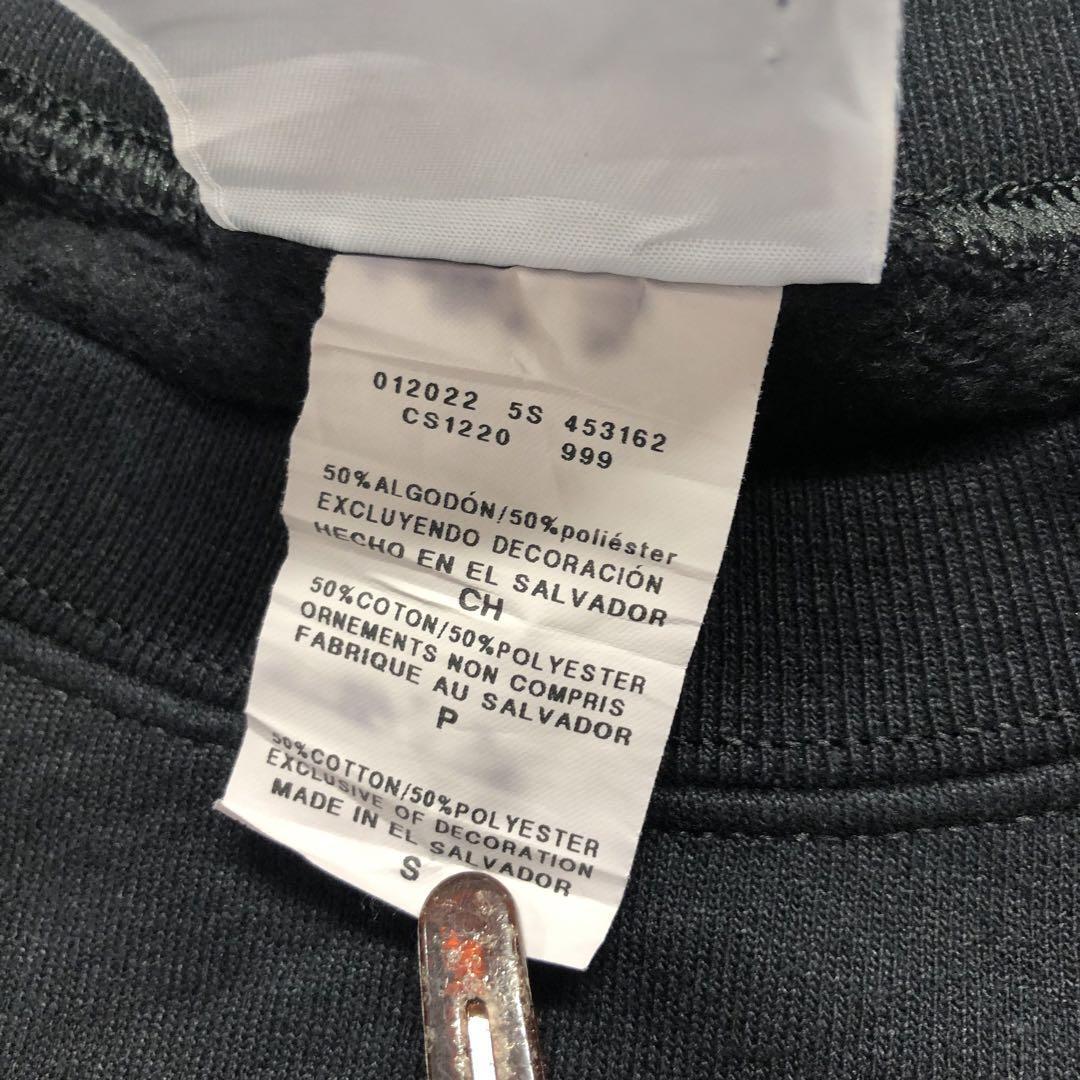 012022 5S 453162
CS1220 999
50%ALGODÓN/50%poliéster
EXCLUYENDO DECORACIÓN
HECHO EN EL SALVADOR
CH
50%COTON/50%POLYESTER
ORNEMENTS NON COMPRIS
FABRIQUE AU SALVADOR
P
50%COTTON/50%POLYESTER
EXCLUSIVE OF DECORATION
MADE IN EL SALVADOR
S